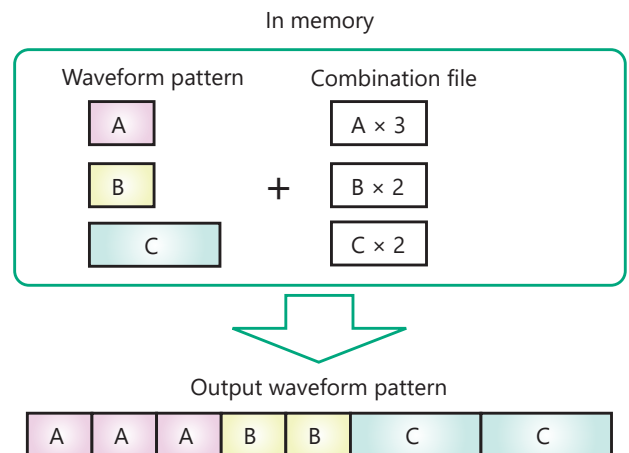 In memory
Waveform pattern Combination file
A A × 3
B + B × 2
C C × 2
Output waveform pattern
A A A B B C C